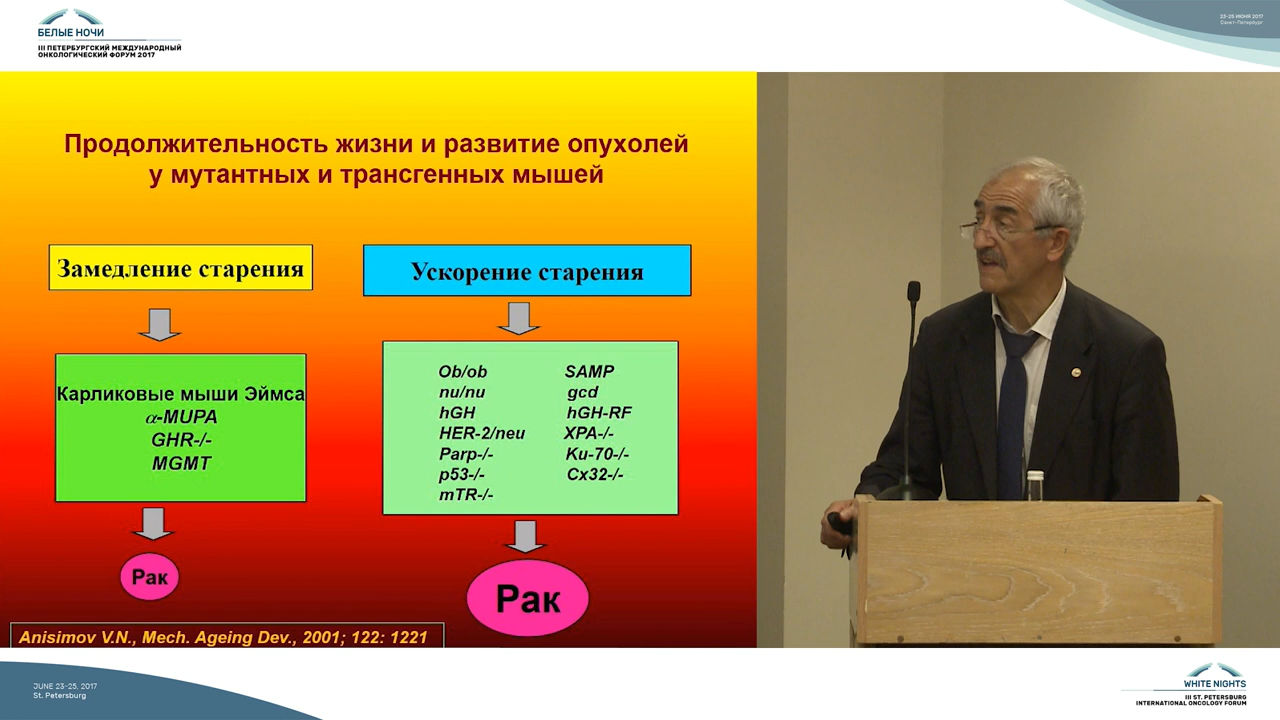 БЕЛЫЕ НОЧИ
III ПЕТЕРБУРГСКИЙ МЕЖДУНАРОДНЫЙ
ОНКОЛОГИЧЕСКИЙ ФОРУМ 2017
23-25 ИЮНЯ 2017
Санкт-Петербург
Продолжительность жизни и развитие опухолей
у мутантных и трансгенных мышей
Замедление старения
Карликовые мыши Эймса
α-MUPA
GHR-/-
MGMT
Рак
Ускорение старения
Ob/ob SAMP
nu/nu gcd
hGH hGH-RF
HER-2/neu XPA-/-
Parp-/- Ku-70-/-
p53-/- Cx32-/-
mTR-/-
Рак
Anisimov V.N., Mech. Ageing Dev., 2001; 122: 1221
JUNE 23-25, 2017
St. Petersburg
WHITE NIGHTS
III ST. PETERSBURG
INTERNATIONAL ONCOLOGY FORUM